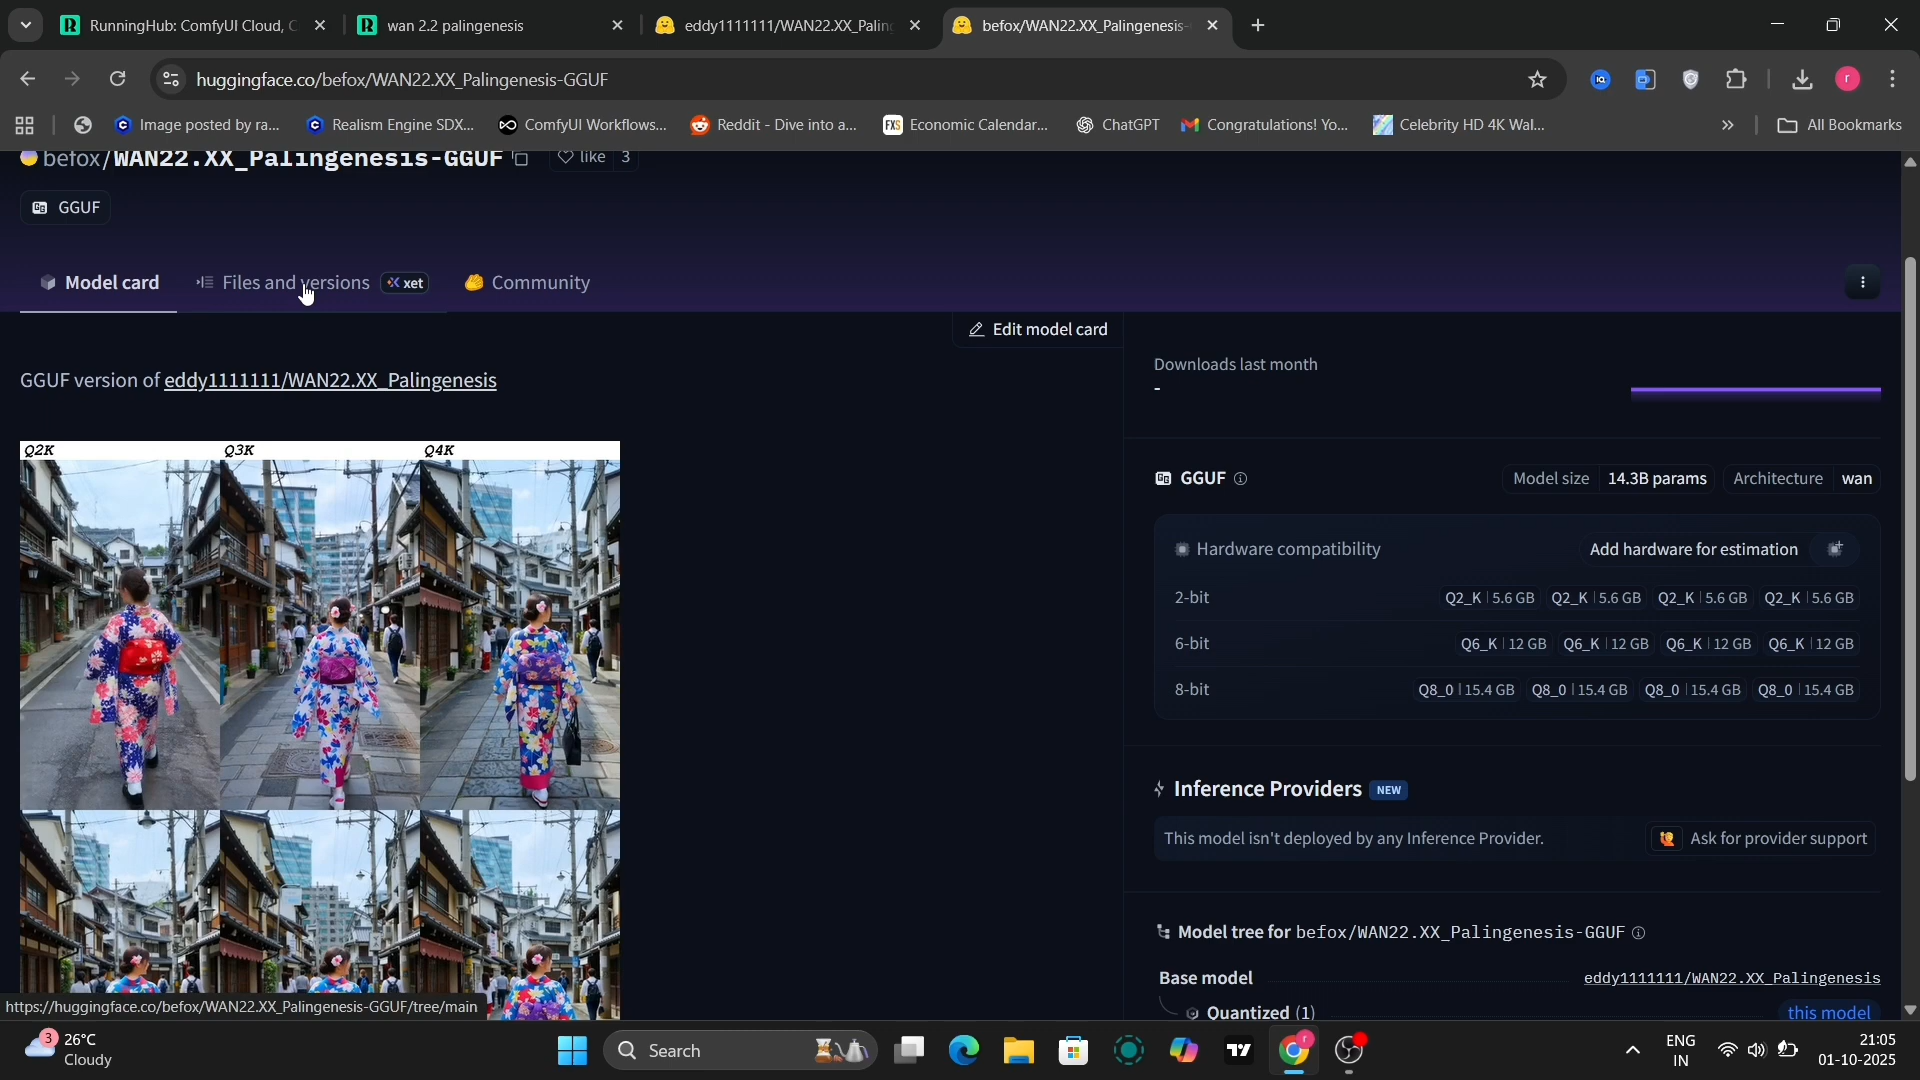 RunningHub: ComfyUI Cloud, C
wan 2.2 palingenesis
eddy1111111/WAN22.XX_Paling
befox/WAN22.XX_Palingenesis-
huggingface.co/befox/WAN22.XX_Palingenesis-GGUF
Image posted by ra...
Realism Engine SDX...
ComfyUI Workflows...
Reddit - Dive into a...
Economic Calendar...
ChatGPT
Congratulations! Yo...
Celebrity HD 4K Wal...
All Bookmarks
befox/WAN22.XX_Palingenesis-GGUF
like 3
GGUF
Model card
Files and versions
xet
Community
Edit model card
GGUF version of eddy1111111/WAN22.XX_Palingenesis
Q2K
Q3K
Q4K
Downloads last month
-
GGUF
Model size 14.3B params
Architecture wan
Hardware compatibility
Add hardware for estimation
2-bit
Q2_K 5.6 GB Q2_K 5.6 GB Q2_K 5.6 GB Q2_K 5.6 GB
6-bit
Q6_K 12 GB Q6_K 12 GB Q6_K 12 GB Q6_K 12 GB
8-bit
Q8_0 15.4 GB Q8_0 15.4 GB Q8_0 15.4 GB Q8_0 15.4 GB
Inference Providers NEW
This model isn't deployed by any Inference Provider.
Ask for provider support
Model tree for befox/WAN22.XX_Palingenesis-GGUF
Base model
eddy1111111/WAN22.XX_Palingenesis
Quantized (1)
this model
https://huggingface.co/befox/WAN22.XX_Palingenesis-GGUF/tree/main
3
26°C
Cloudy
Search
ENG
IN
21:05
01-10-2025